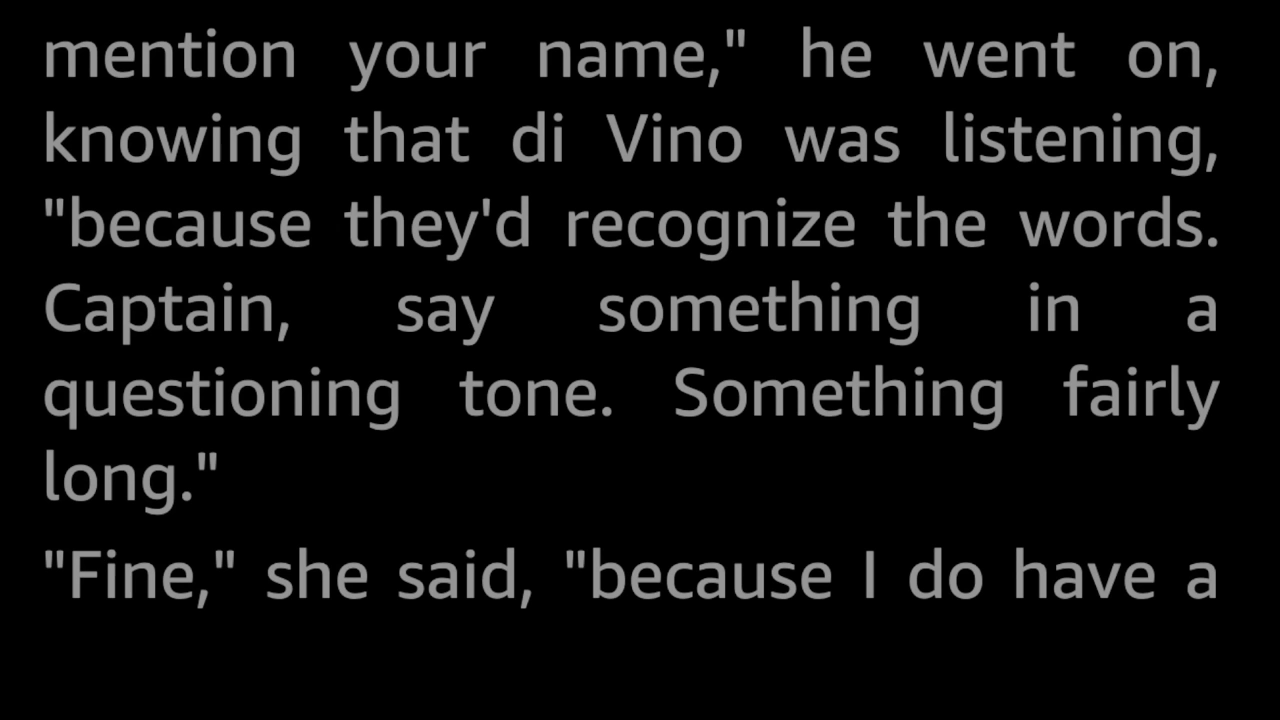 mention your name," he went on,
knowing that di Vino was listening,
"because they'd recognize the words.
Captain, say something in a
questioning tone. Something fairly
long."
"Fine," she said, "because I do have a